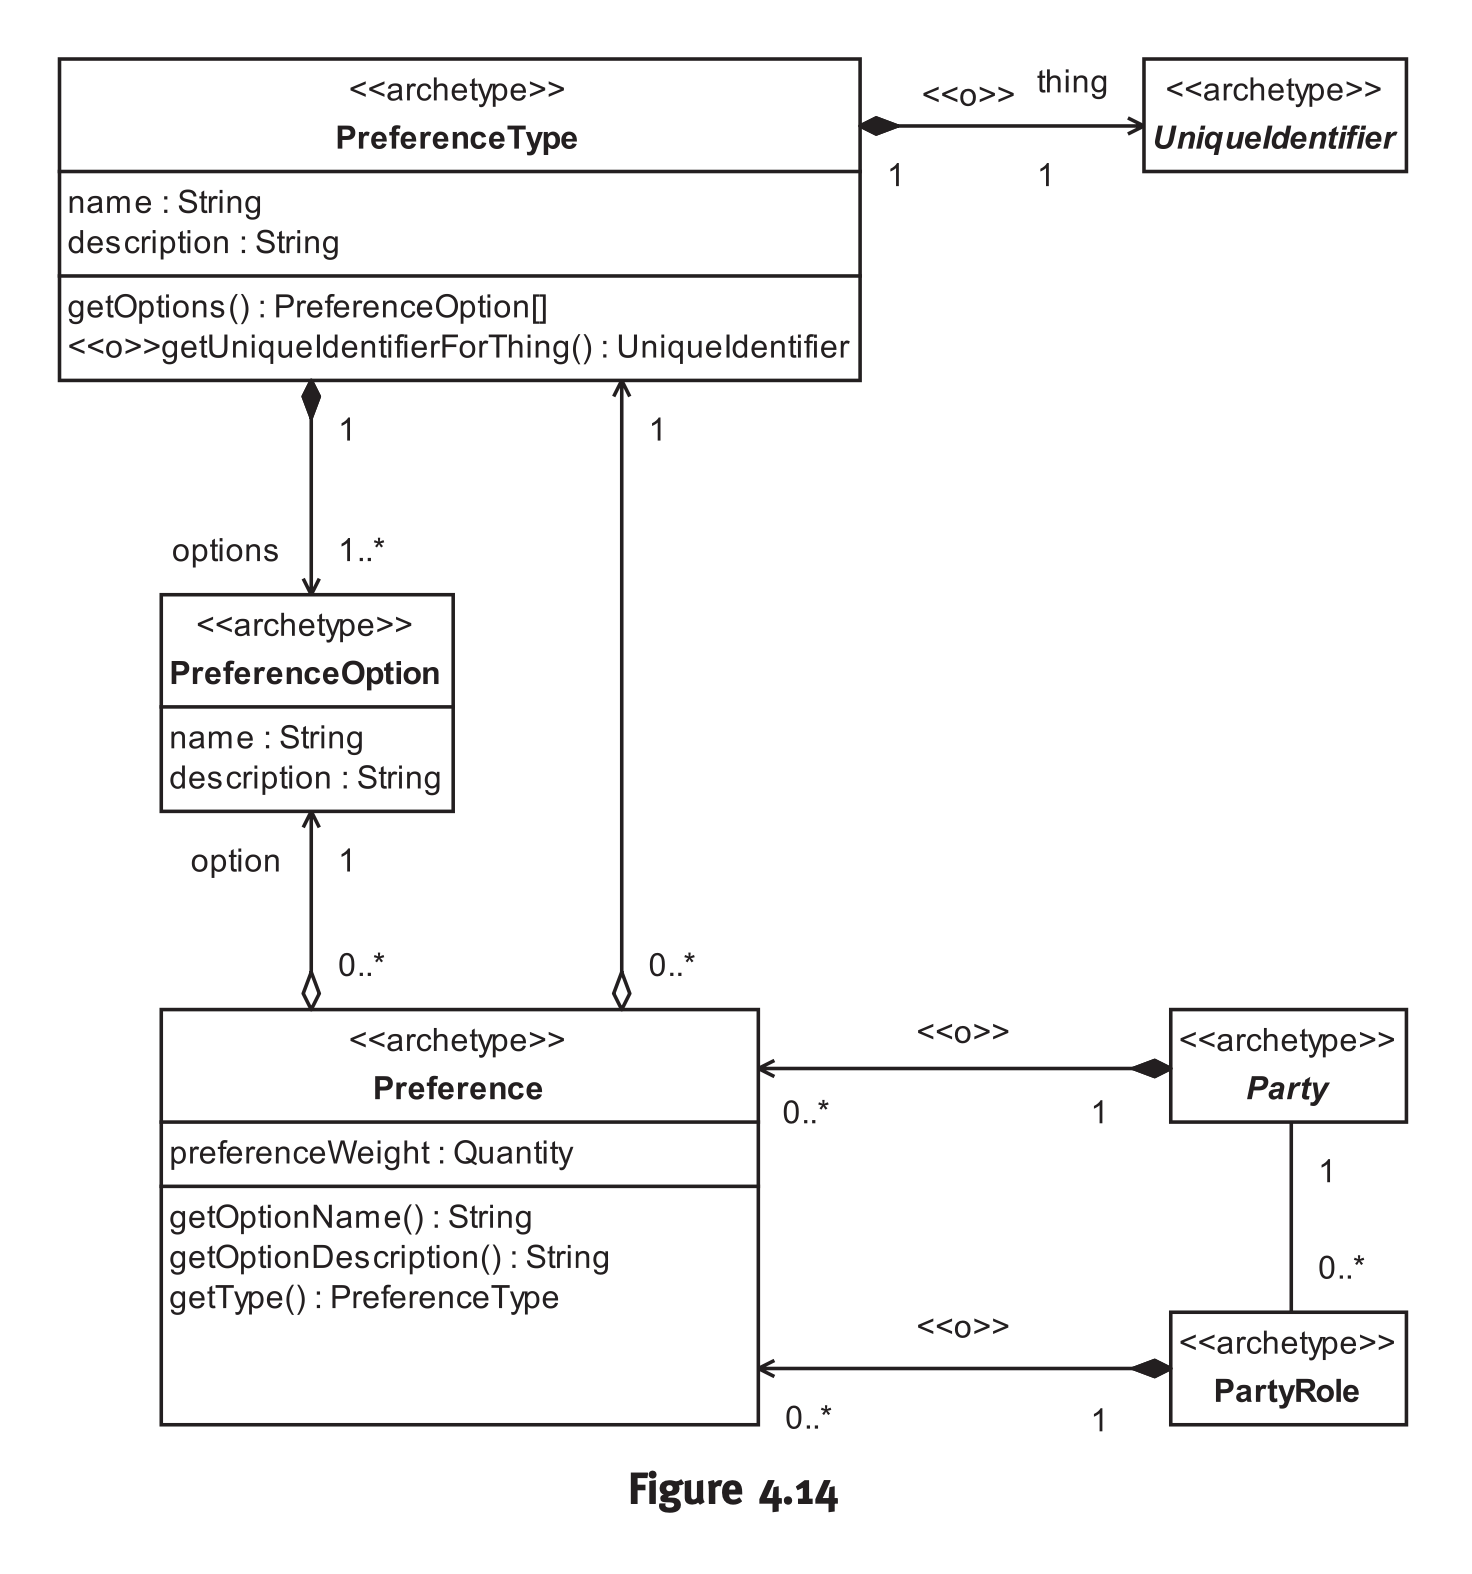 <<archetype>>
PreferenceType
name : String
description : String
getOptions() : PreferenceOption[]
<<o>>getUniqueIdentifierForThing() : UniqueIdentifier
<<o>>
thing
1
1
<<archetype>>
UniqueIdentifier
1
1
options
1..*
<<archetype>>
PreferenceOption
name : String
description : String
option
1
0..*
0..*
<<archetype>>
Preference
preferenceWeight : Quantity
getOptionName() : String
getOptionDescription() : String
getType() : PreferenceType
<<o>>
0..*
1
<<archetype>>
Party
1
0..*
<<o>>
0..*
1
<<archetype>>
PartyRole
Figure 4.14